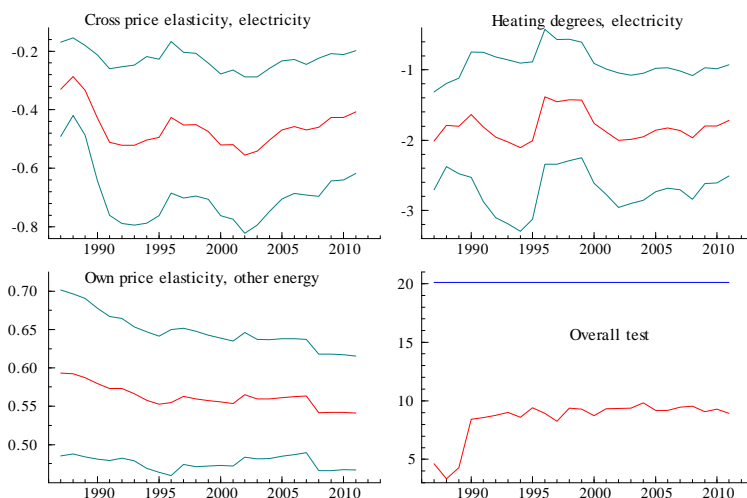 Cross price elasticity, electricity
-0.2
-0.4
-0.6
-0.8
1990 1995 2000 2005 2010
Heating degrees, electricity
-1
-2
-3
1990 1995 2000 2005 2010
Own price elasticity, other energy
0.70
0.65
0.60
0.55
0.50
1990 1995 2000 2005 2010
20
Overall test
15
10
5
1990 1995 2000 2005 2010